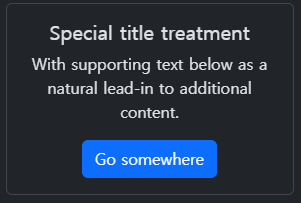 Special title treatment
With supporting text below as a
natural lead-in to additional
content.
Go somewhere